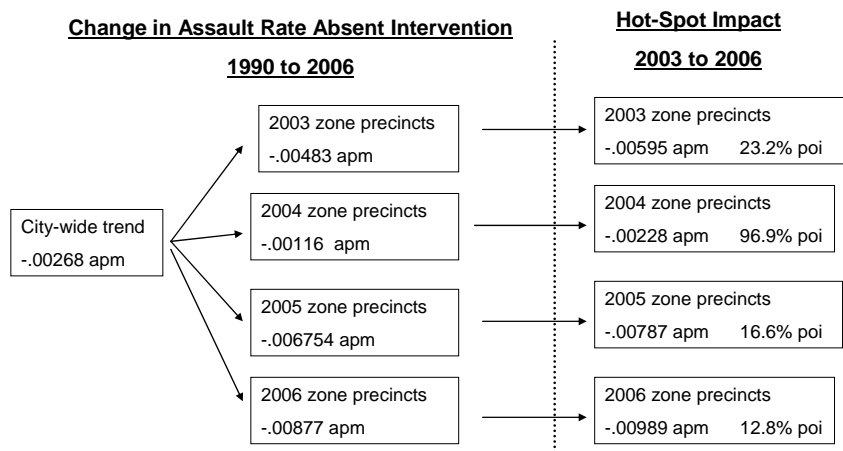 Change in Assault Rate Absent Intervention
1990 to 2006
Hot-Spot Impact
2003 to 2006
City-wide trend
-.00268 apm
2003 zone precincts
-.00483 apm
2004 zone precincts
-.00116 apm
2005 zone precincts
-.006754 apm
2006 zone precincts
-.00877 apm
2003 zone precincts
-.00595 apm 23.2% poi
2004 zone precincts
-.00228 apm 96.9% poi
2005 zone precincts
-.00787 apm 16.6% poi
2006 zone precincts
-.00989 apm 12.8% poi